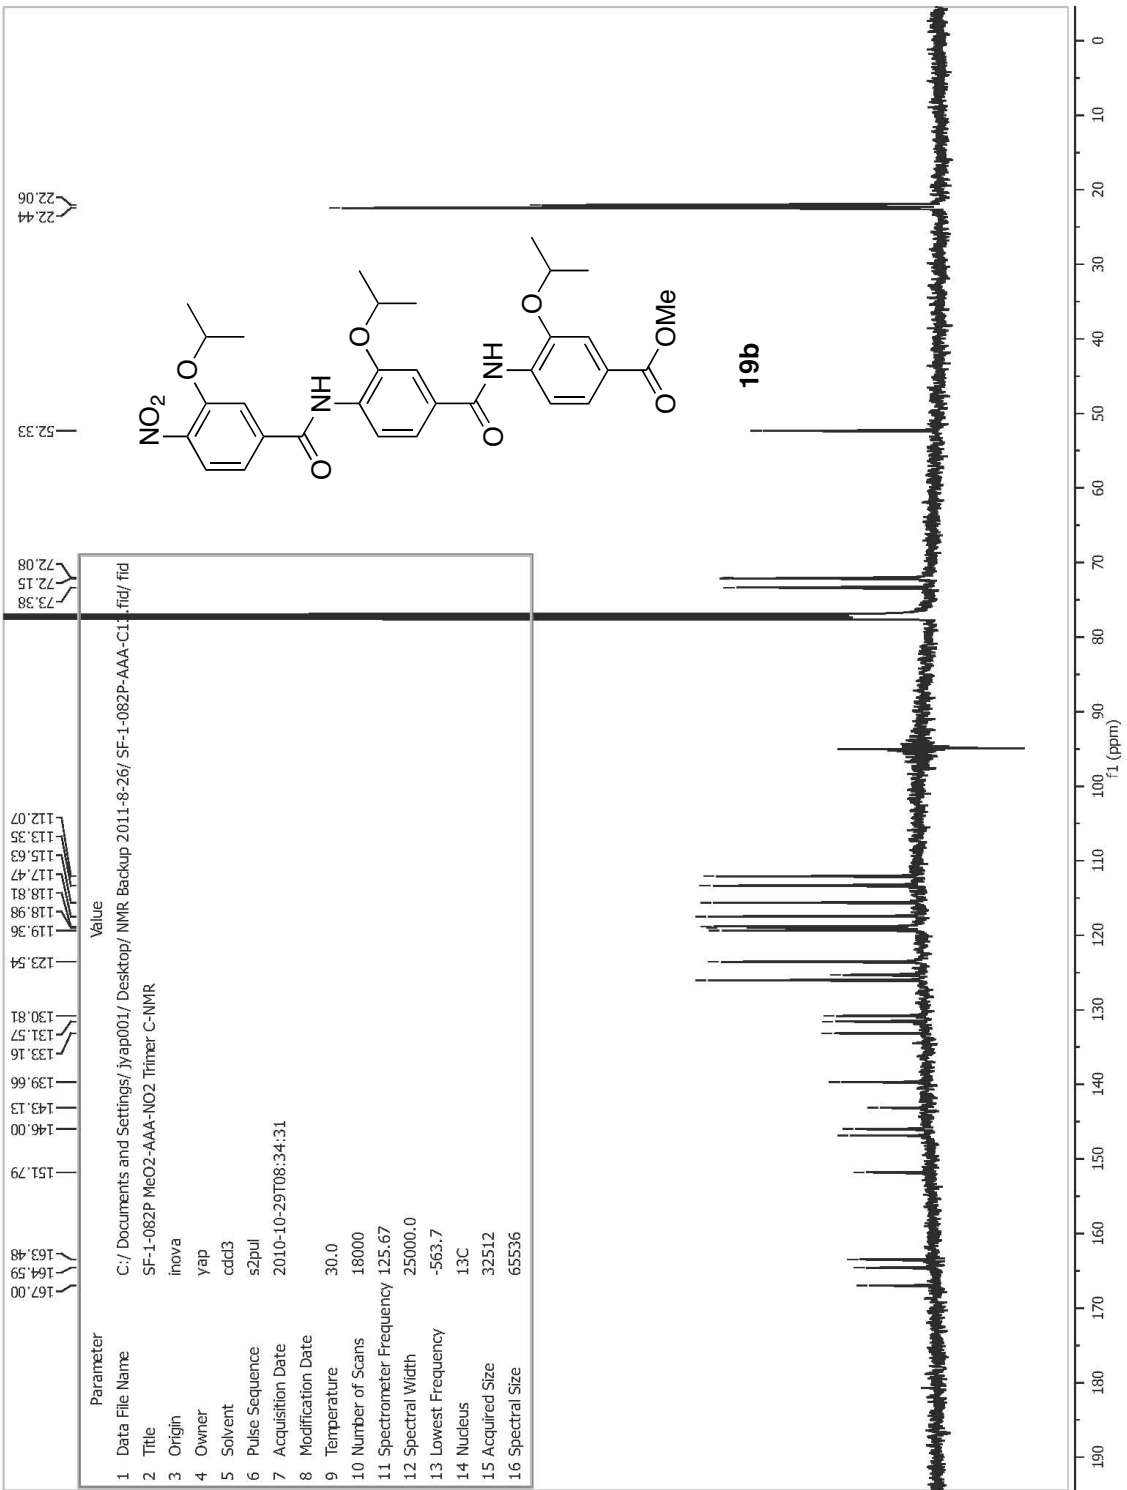 167.00
164.59
163.48
151.79
146.00
143.13
139.66
133.16
131.57
130.81
123.54
119.36
118.98
118.81
117.47
115.63
113.35
112.07
73.38
72.15
72.08
52.33
22.44
22.06
Parameter Value
1 Data File Name C:/ Documents and Settings/ jyap001/ Desktop/ NMR Backup 2011-8-26/ SF-1-082P-AAA-C13.fid/ fid
2 Title SF-1-082P MeO2-AAA-NO2 Trimer C-NMR
3 Origin inova
4 Owner yap
5 Solvent cdcl3
6 Pulse Sequence s2pul
7 Acquisition Date 2010-10-29T08:34:31
8 Modification Date
9 Temperature 30.0
10 Number of Scans 18000
11 Spectrometer Frequency 125.67
12 Spectral Width 25000.0
13 Lowest Frequency -563.7
14 Nucleus 13C
15 Acquired Size 32512
16 Spectral Size 65536
NO2
O
NH
O
O
NH
O
O
O
OMe
19b
190 180 170 160 150 140 130 120 110 100 90 80 70 60 50 40 30 20 10 0
f1 (ppm)